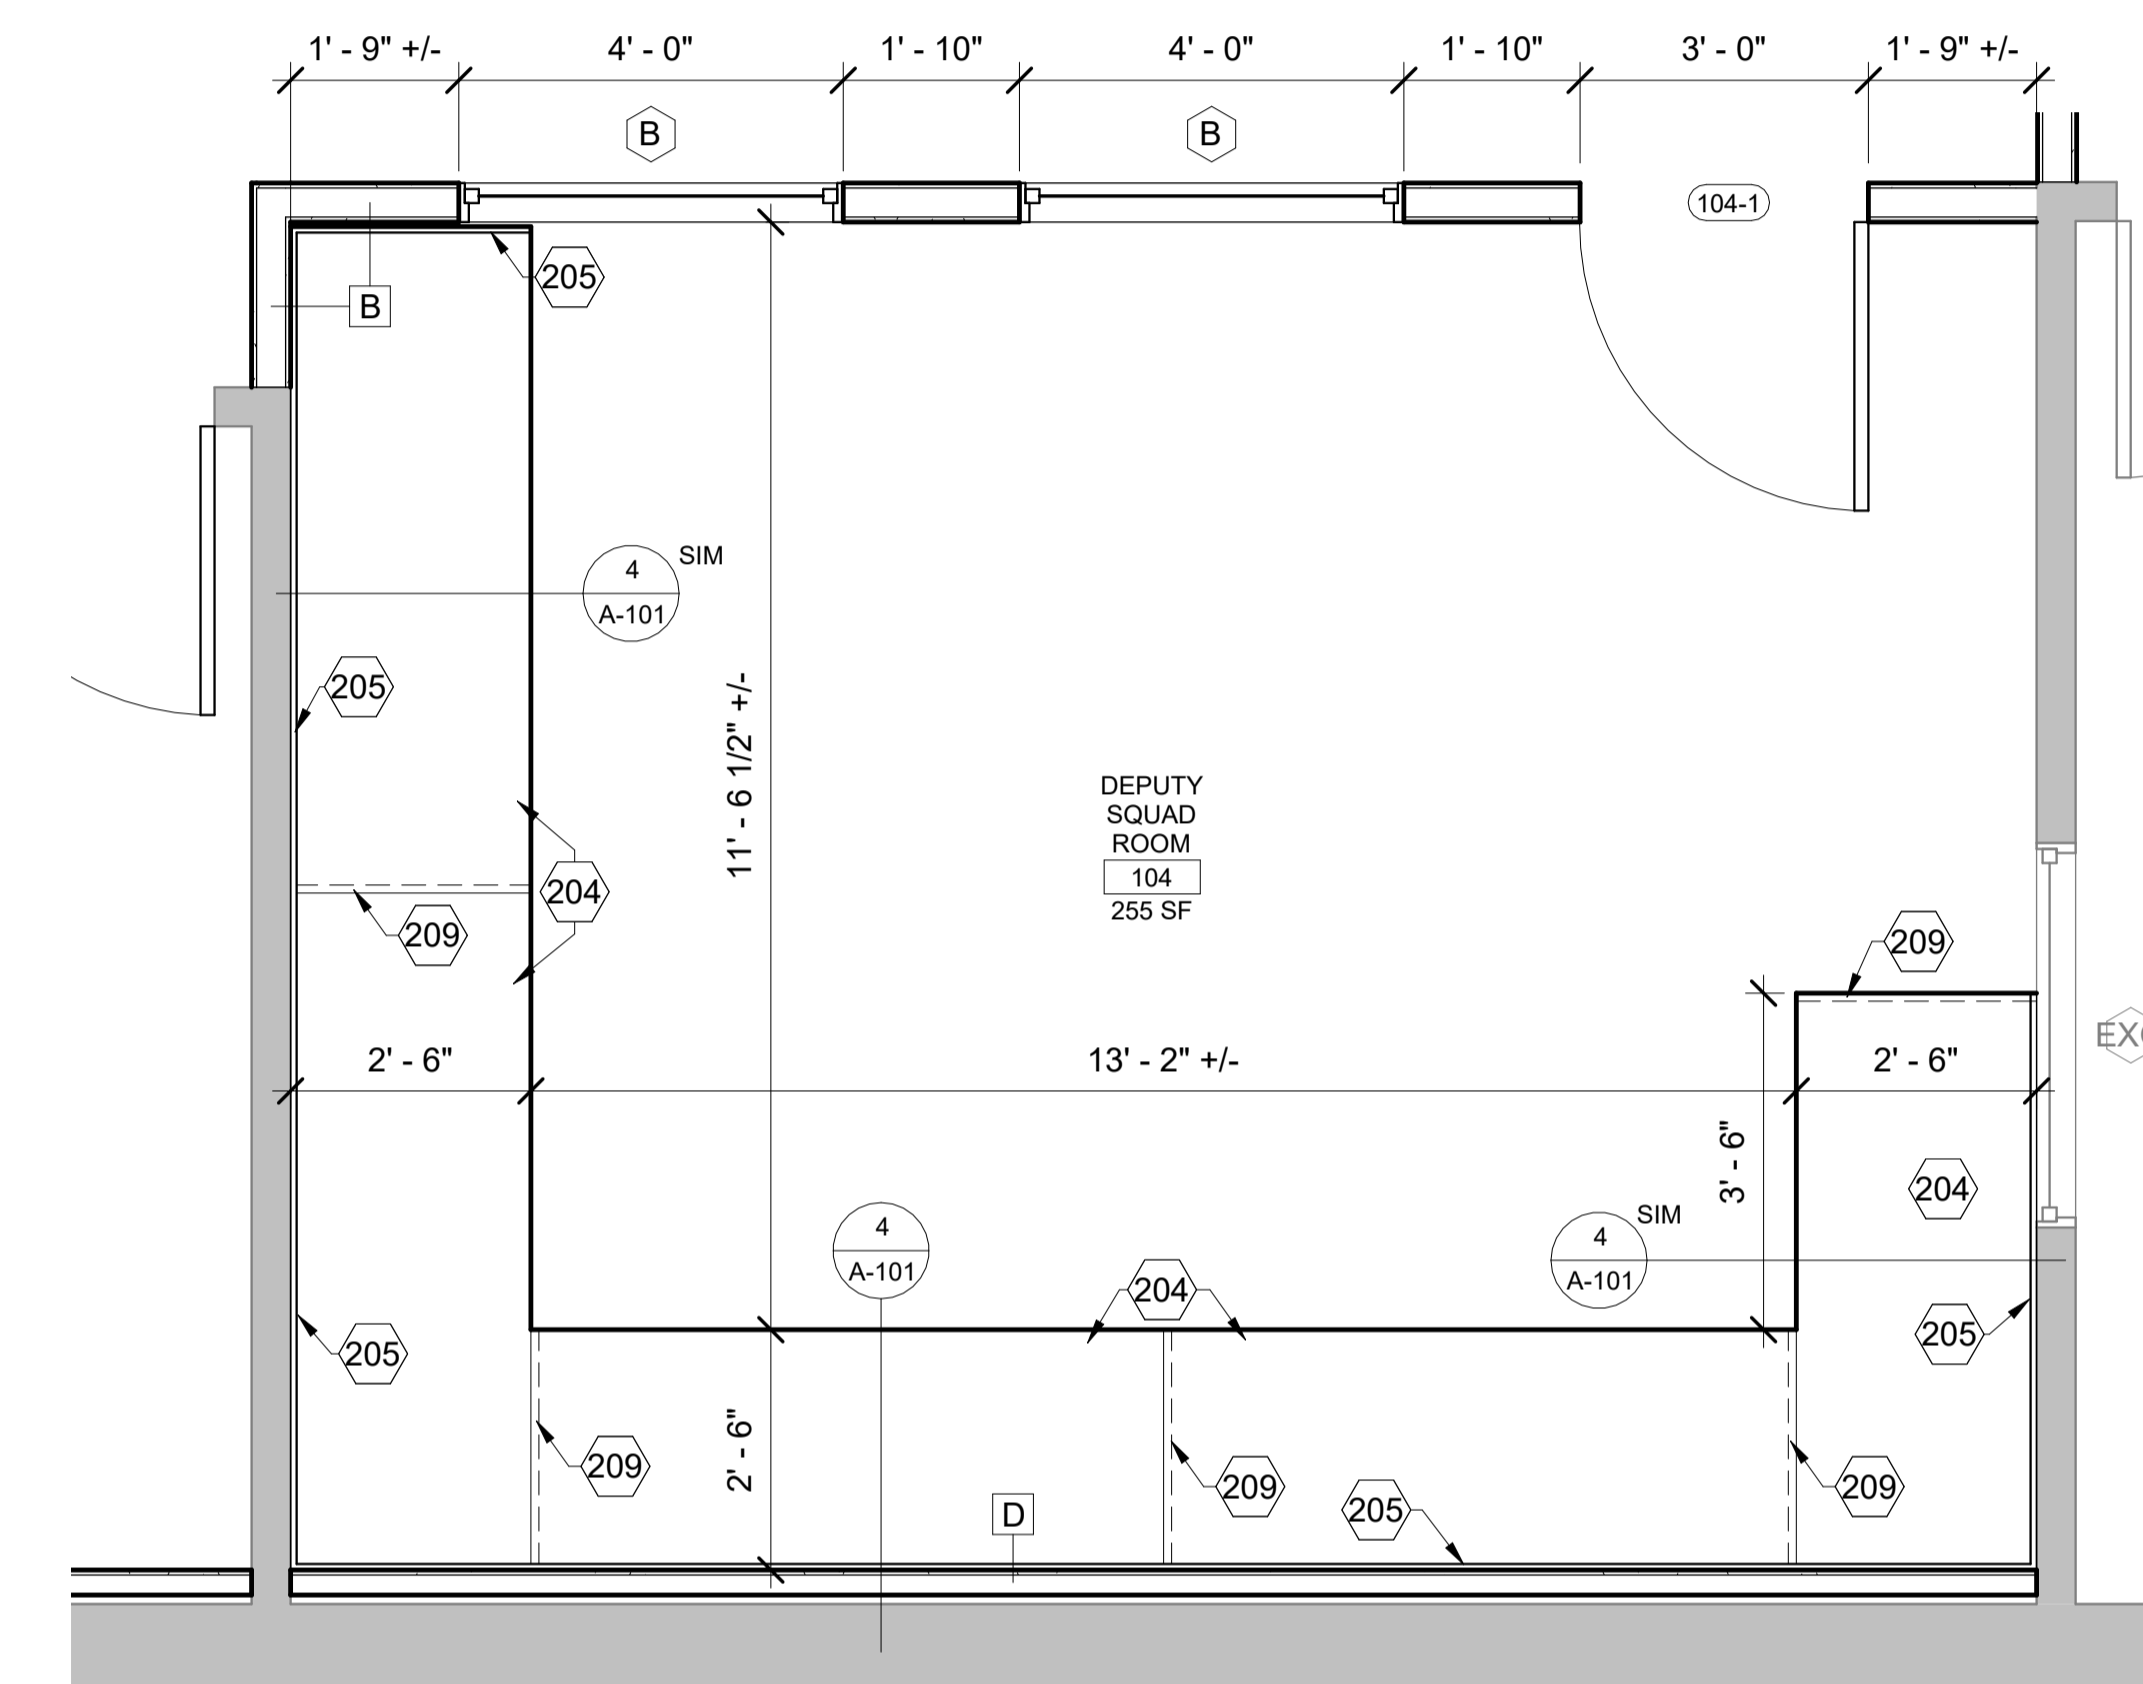 1' - 9" +/-
4' - 0"
1' - 10"
4' - 0"
1' - 10"
3' - 0"
1' - 9" +/-
B
B
104-1
205
B
SIM
4
A-101
205
11' - 6 1/2" +/-
DEPUTY
SQUAD
ROOM
104
255 SF
204
209
209
EX
2' - 6"
13' - 2" +/-
2' - 6"
3' - 6"
204
4
A-101
204
SIM
4
A-101
205
205
2' - 6"
209
209
209
205
D